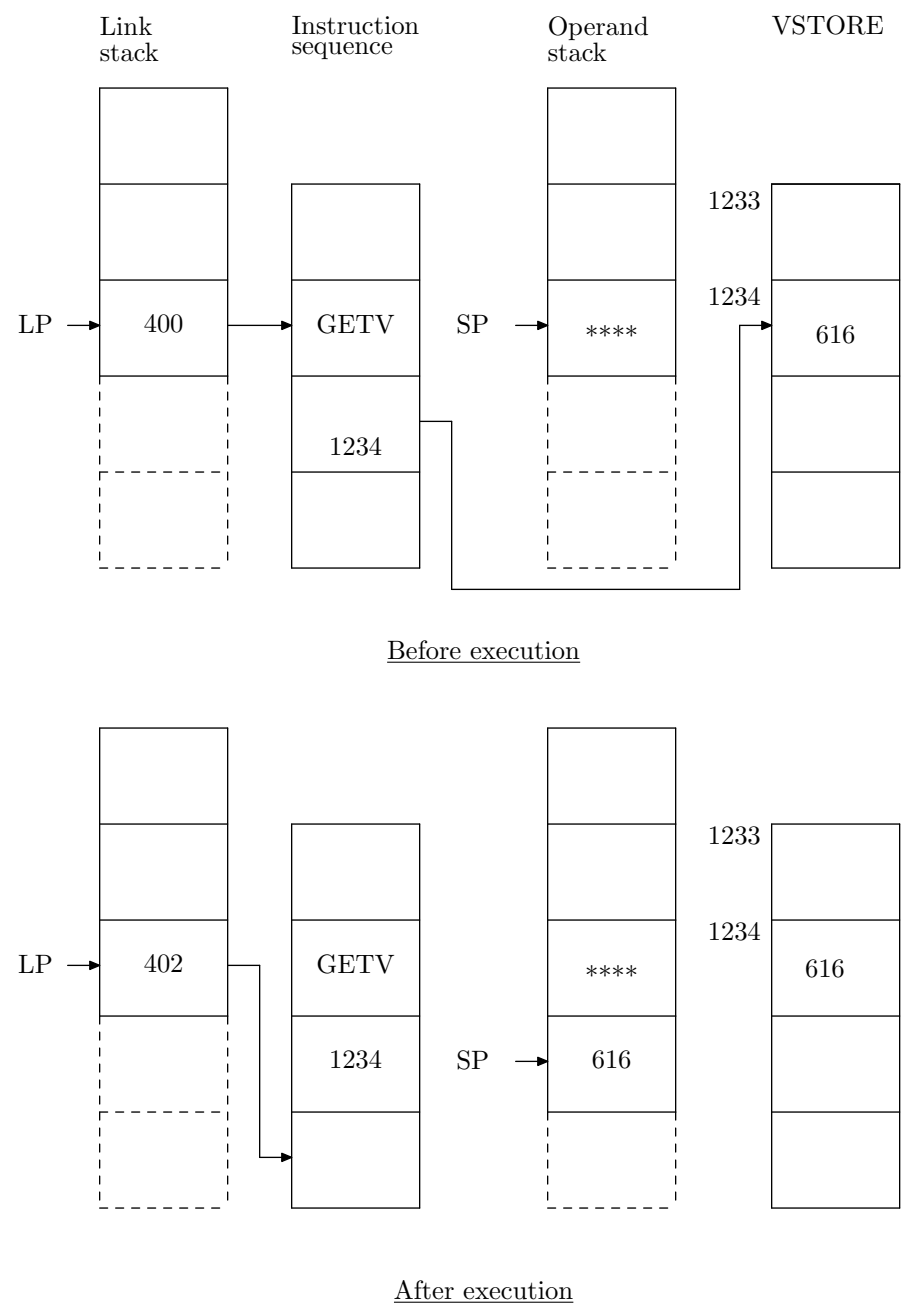 Link stack
Instruction sequence
Operand stack
VSTORE
1233
1234
LP
400
GETV
SP
****
616
1234
Before execution
1233
1234
LP
402
GETV
****
616
1234
SP
616
After execution